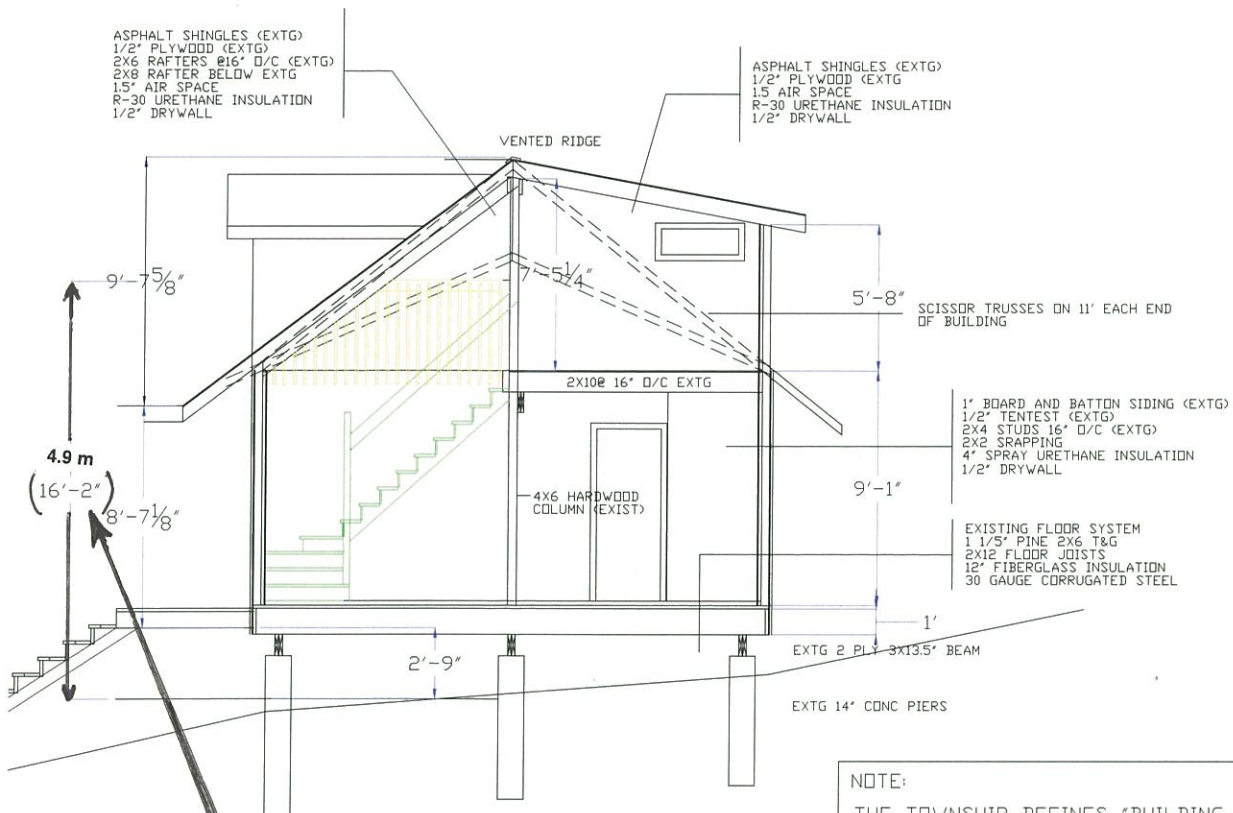 ASPHALT SHINGLES (EXTG)
1/2" PLYWOOD (EXTG)
2X6 RAFTERS @16" O/C (EXTG)
2X8 RAFTER BELOW EXTG
1.5" AIR SPACE
R-30 URETHANE INSULATION
1/2" DRYWALL
ASPHALT SHINGLES (EXTG)
1/2" PLYWOOD (EXTG
1.5 AIR SPACE
R-30 URETHANE INSULATION
1/2" DRYWALL
VENTED RIDGE
9'-7 5/8"
7'-5 1/4"
5'-8"
SCISSOR TRUSSES ON 11' EACH END
OF BUILDING
2X10@ 16" O/C EXTG
1" BOARD AND BATTON SIDING (EXTG)
1/2" TENTEST (EXTG)
2X4 STUDS 16" O/C (EXTG)
2X2 SRAPPING
4" SPRAY URETHANE INSULATION
1/2" DRYWALL
4.9 m
(16'-2")
8'-7 1/8"
9'-1"
4X6 HARDWOOD
COLUMN (EXIST)
EXISTING FLOOR SYSTEM
1 1/5" PINE 2X6 T&G
2X12 FLOOR JOISTS
12" FIBERGLASS INSULATION
30 GAUGE CORRUGATED STEEL
1'
2'-9"
EXTG 2 PLY 3X13.5" BEAM
EXTG 14" CONC PIERS
NOTE:
THE TOWNSHIP DEFINES "BUILDING